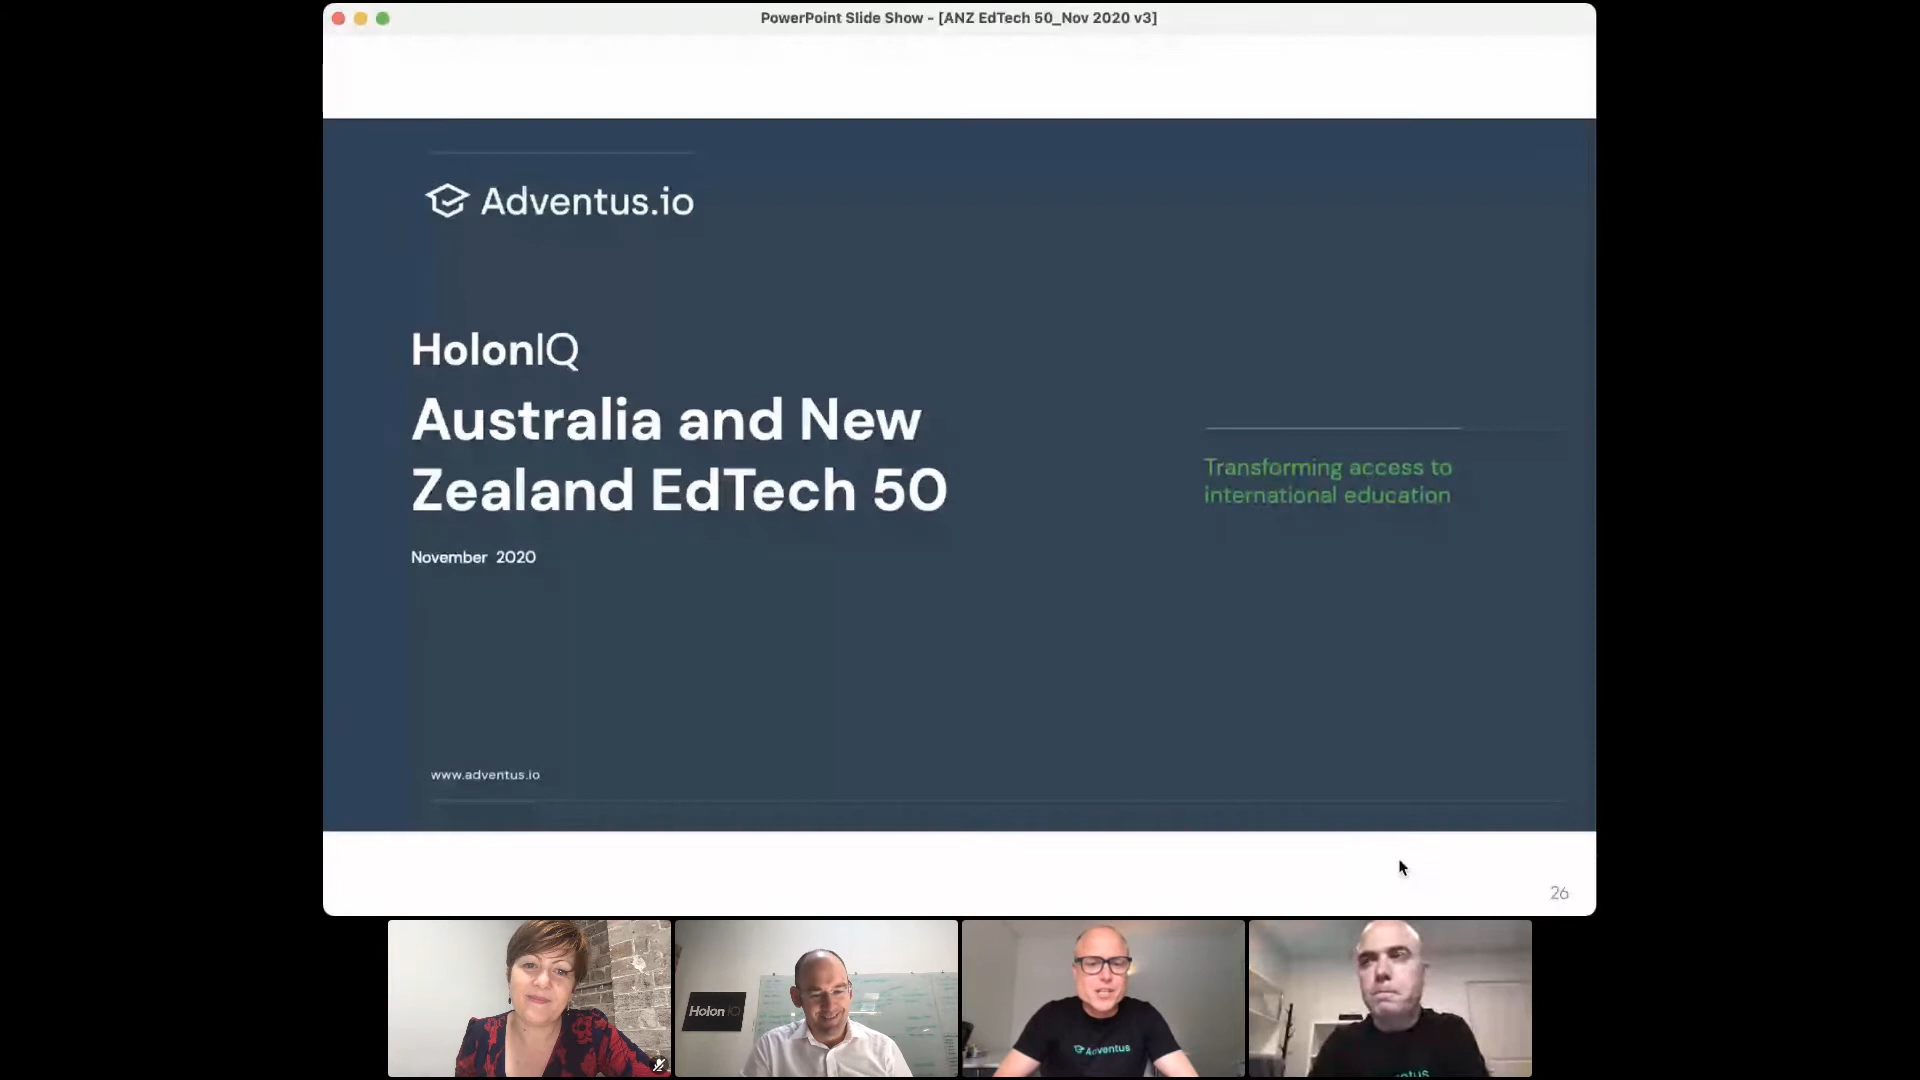 PowerPoint Slide Show - [ANZ EdTech 50_Nov 2020 v3]
Adventus.io
HolonIQ
Australia and New
Zealand EdTech 50
November 2020
Transforming access to
international education
www.adventus.io
26
Holon IQ
Adventus